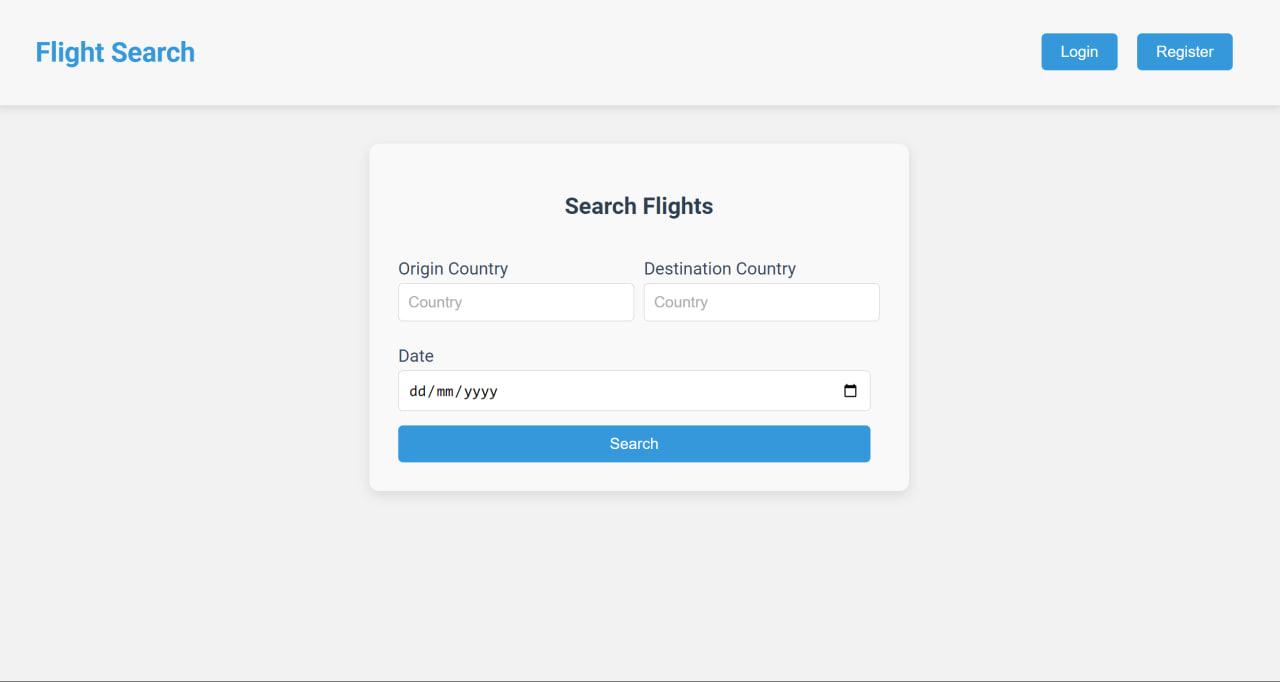 Flight Search
Login Register
Search Flights
Origin Country Destination Country
Country Country
Date
dd/mm/yyyy
Search